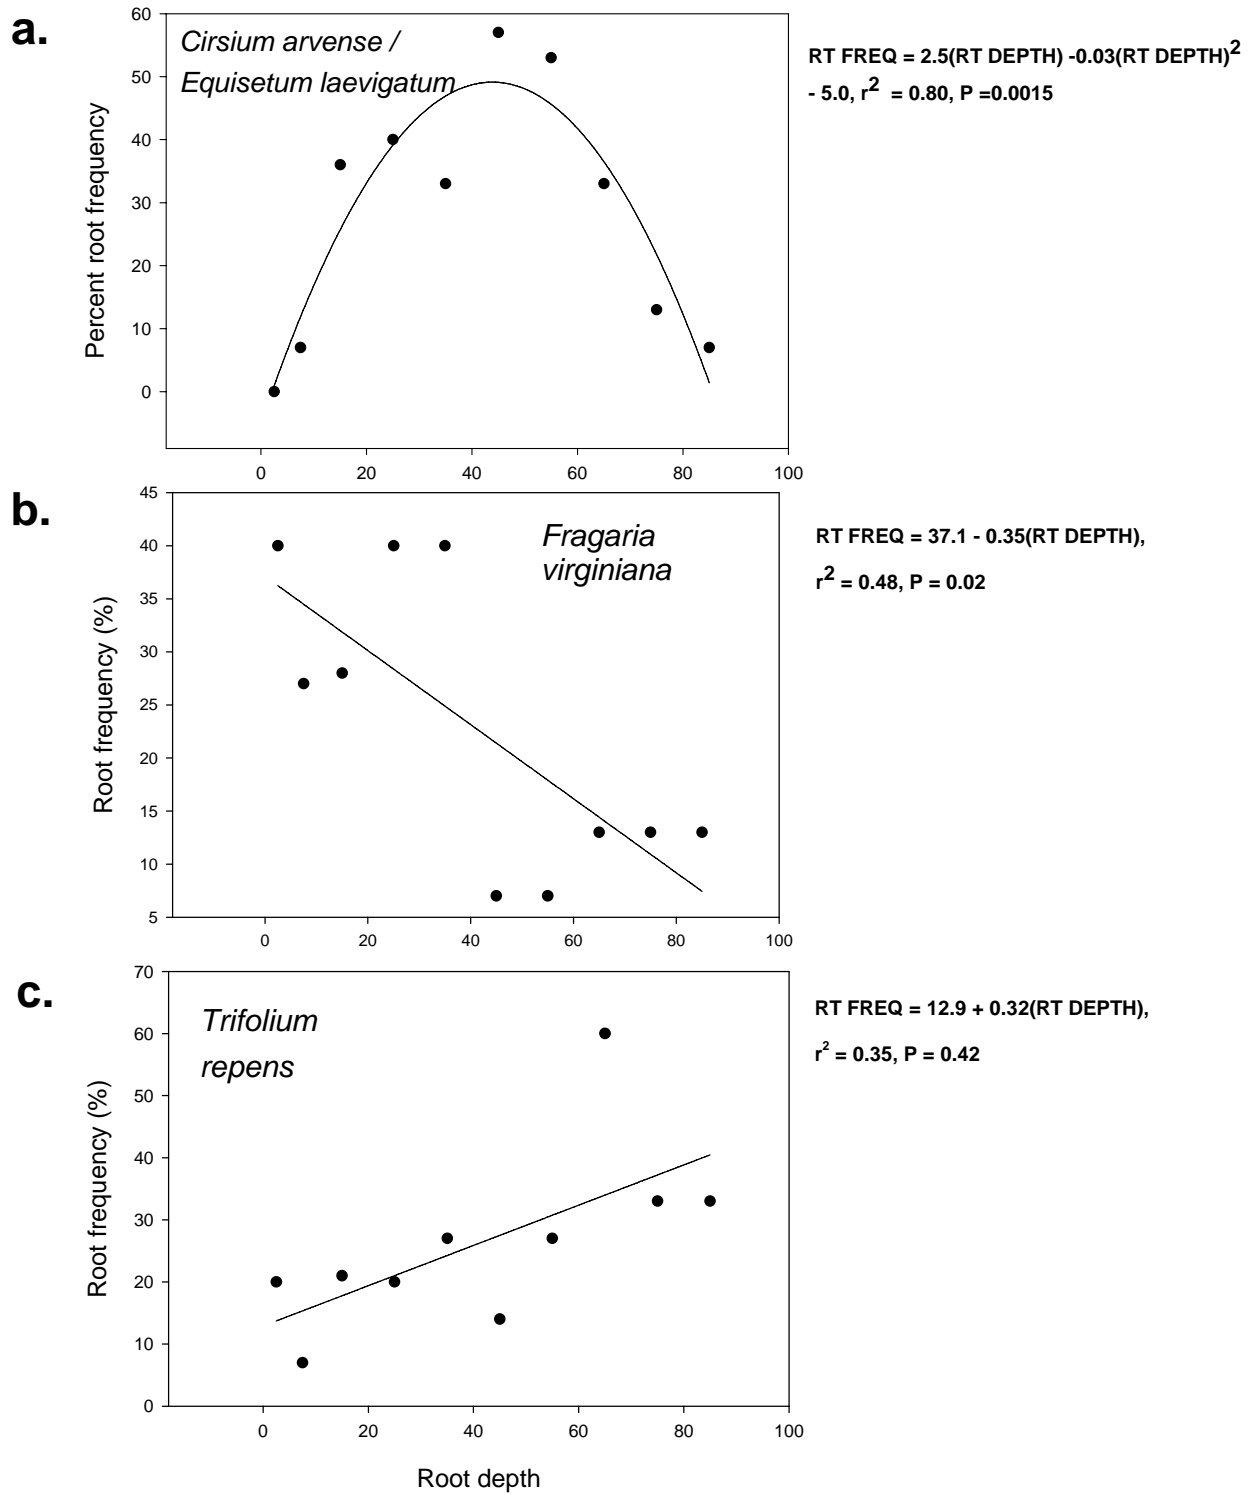 a.
Cirsium arvense /
Equisetum laevigatum
RT FREQ = 2.5(RT DEPTH) -0.03(RT DEPTH)²
- 5.0, r² = 0.80, P =0.0015
Percent root frequency
60
50
40
30
20
10
0
0 20 40 60 80 100
b.
Fragaria
virginiana
RT FREQ = 37.1 - 0.35(RT DEPTH),
r² = 0.48, P = 0.02
Root frequency (%)
45
40
35
30
25
20
15
10
5
0 20 40 60 80 100
c.
Trifolium
repens
RT FREQ = 12.9 + 0.32(RT DEPTH),
r² = 0.35, P = 0.42
Root frequency (%)
70
60
50
40
30
20
10
0
0 20 40 60 80 100
Root depth